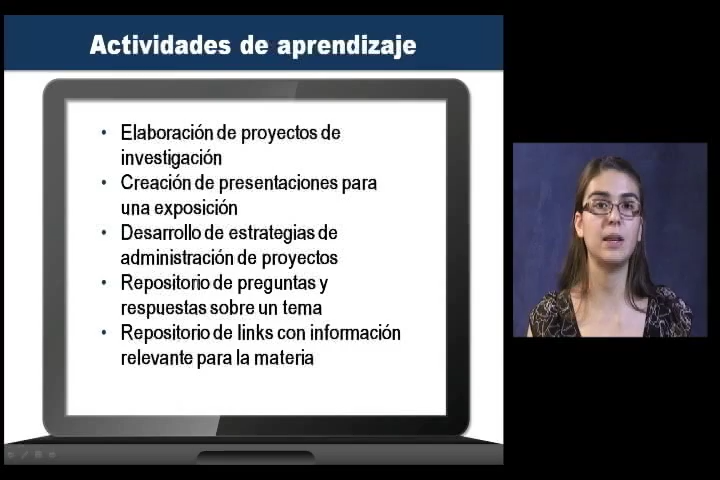 Actividades de aprendizaje
• Elaboración de proyectos de
investigación
• Creación de presentaciones para
una exposición
• Desarrollo de estrategias de
administración de proyectos
• Repositorio de preguntas y
respuestas sobre un tema
• Repositorio de links con información
relevante para la materia